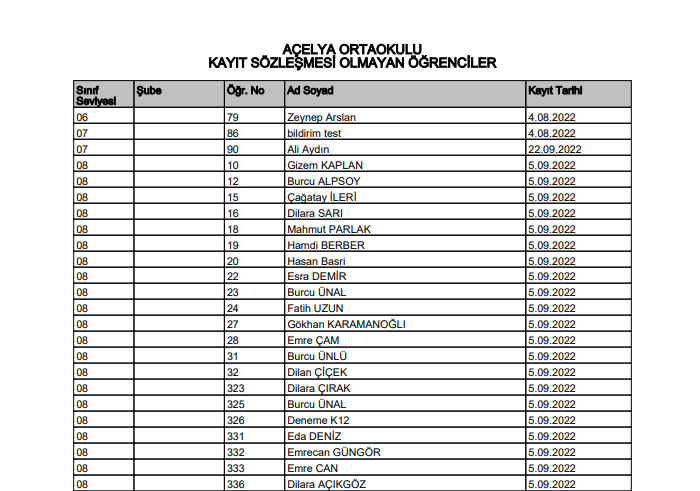 AÇELYA ORTAOKULU
KAYIT SÖZLEŞMESİ OLMAYAN ÖĞRENCİLER
Sınıf Seviyesi Şube Öğr. No Ad Soyad Kayıt Tarihi
06 79 Zeynep Arslan 4.08.2022
07 86 bildirim test 4.08.2022
07 90 Ali Aydın 22.09.2022
08 10 Gizem KAPLAN 5.09.2022
08 12 Burcu ALPSOY 5.09.2022
08 15 Çağatay İLERİ 5.09.2022
08 16 Dilara SARI 5.09.2022
08 18 Mahmut PARLAK 5.09.2022
08 19 Hamdi BERBER 5.09.2022
08 20 Hasan Basri 5.09.2022
08 22 Esra DEMİR 5.09.2022
08 23 Burcu ÜNAL 5.09.2022
08 24 Fatih UZUN 5.09.2022
08 27 Gökhan KARAMANOĞLI 5.09.2022
08 28 Emre ÇAM 5.09.2022
08 31 Burcu ÜNLÜ 5.09.2022
08 32 Dilan ÇİÇEK 5.09.2022
08 323 Dilara ÇIRAK 5.09.2022
08 325 Burcu ÜNAL 5.09.2022
08 326 Deneme K12 5.09.2022
08 331 Eda DENİZ 5.09.2022
08 332 Emrecan GÜNGÖR 5.09.2022
08 333 Emre CAN 5.09.2022
08 336 Dilara AÇIKGÖZ 5.09.2022